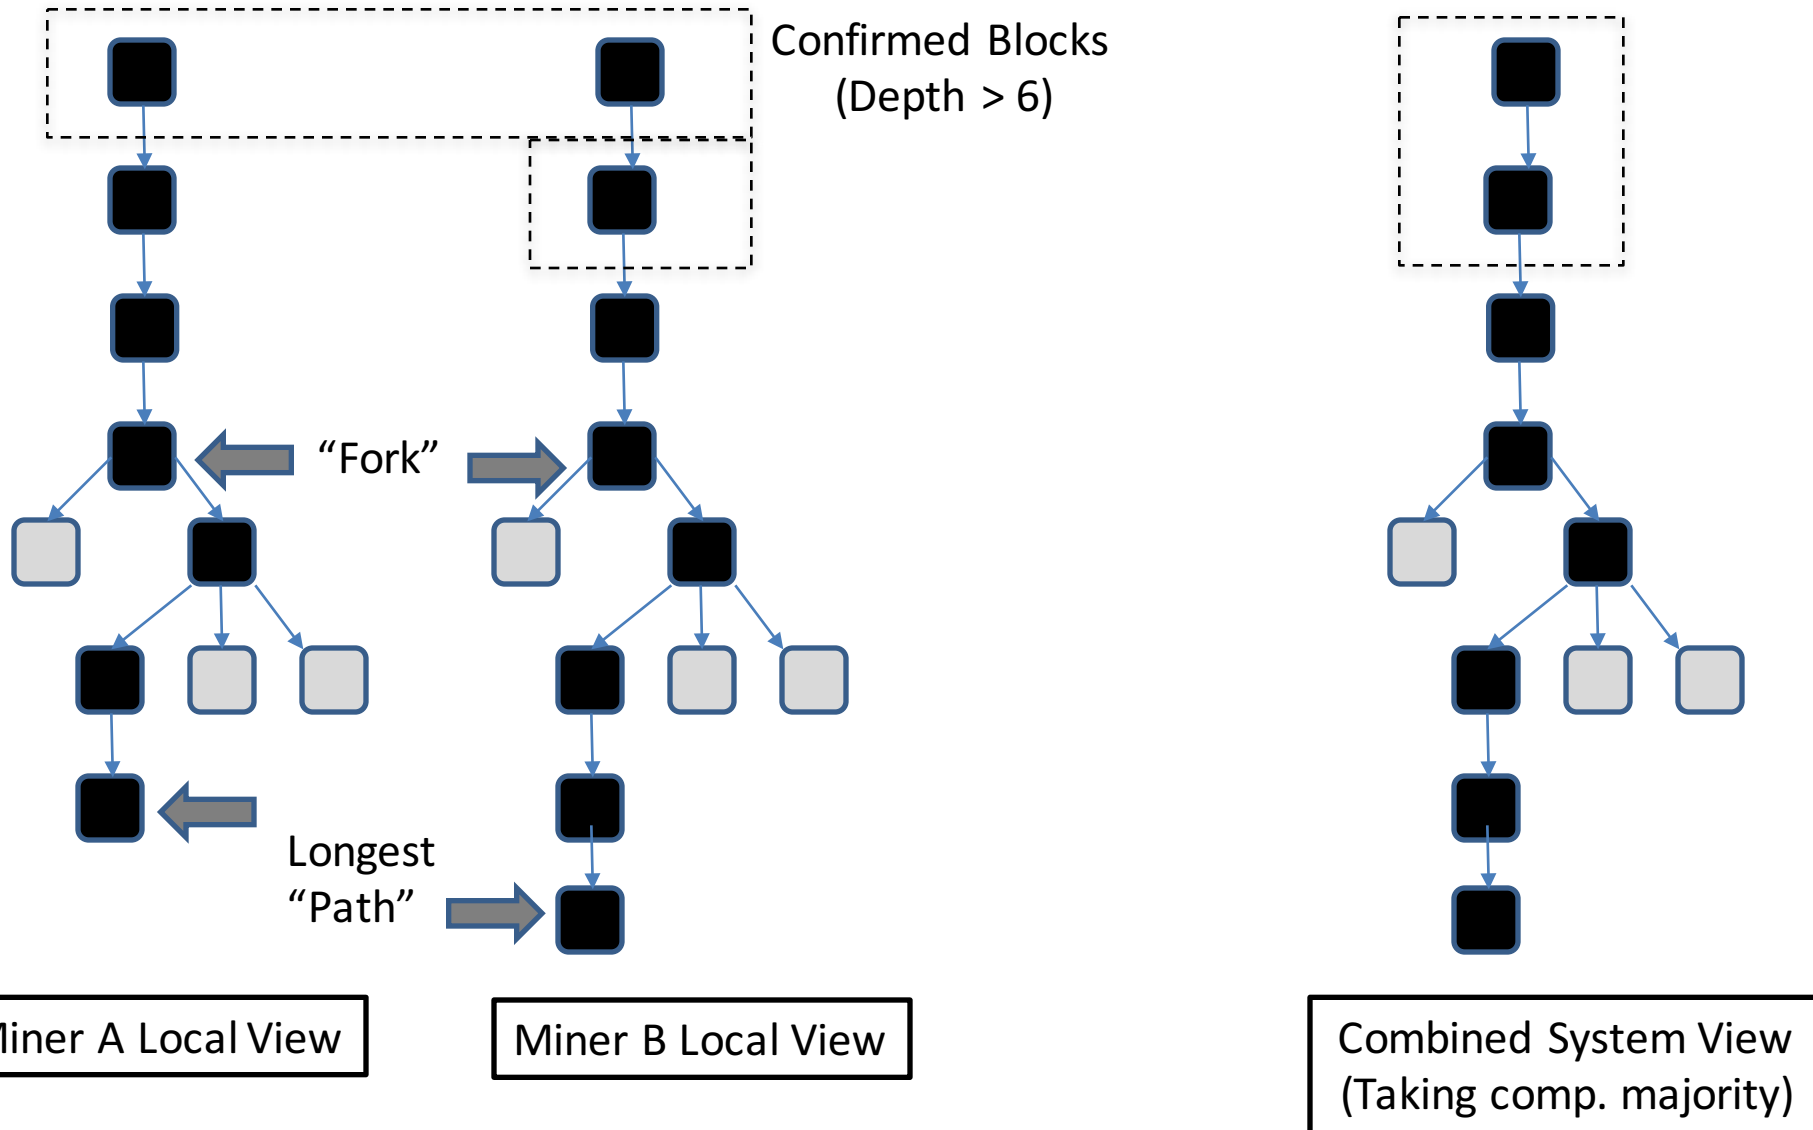 Confirmed Blocks
(Depth > 6)
“Fork”
Longest
“Path”
Miner A Local View
Miner B Local View
Combined System View
(Taking comp. majority)